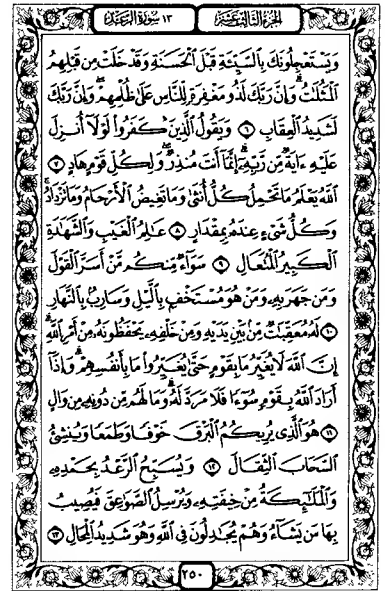 الجزء الثالث عشر ١٣ سورة الرعد
وَيَسْتَعْجِلُونَكَ بِالسَّيِّئَةِ قَبْلَ الْحَسَنَةِ وَقَدْ خَلَتْ مِن قَبْلِهِمُ
الْمَثُلَاتُ وَإِنَّ رَبَّكَ لَذُو مَغْفِرَةٍ لِّلنَّاسِ عَلَىٰ ظُلْمِهِمْ وَإِنَّ رَبَّكَ
لَشَدِيدُ الْعِقَابِ ٦ وَيَقُولُ الَّذِينَ كَفَرُوا لَوْلَا أُنزِلَ
عَلَيْهِ ءَايَةٌ مِّن رَّبِّهِ إِنَّمَا أَنتَ مُنذِرٌ وَلِكُلِّ قَوْمٍ هَادٍ ٧
اللَّهُ يَعْلَمُ مَا تَحْمِلُ كُلُّ أُنثَىٰ وَمَا تَغِيضُ الْأَرْحَامُ وَمَا تَزْدَادُ
وَكُلُّ شَيْءٍ عِندَهُ بِمِقْدَارٍ ٨ عَالِمُ الْغَيْبِ وَالشَّهَادَةِ
الْكَبِيرُ الْمُتَعَالِ ٩ سَوَاءٌ مِّنكُم مَّنْ أَسَرَّ الْقَوْلَ
وَمَن جَهَرَ بِهِ وَمَنْ هُوَ مُسْتَخْفٍ بِاللَّيْلِ وَسَارِبٌ بِالنَّهَارِ
١٠ لَهُ مُعَقِّبَاتٌ مِّن بَيْنِ يَدَيْهِ وَمِنْ خَلْفِهِ يَحْفَظُونَهُ مِنْ أَمْرِ اللَّهِ
إِنَّ اللَّهَ لَا يُغَيِّرُ مَا بِقَوْمٍ حَتَّىٰ يُغَيِّرُوا مَا بِأَنفُسِهِمْ وَإِذَا
أَرَادَ اللَّهُ بِقَوْمٍ سُوءًا فَلَا مَرَدَّ لَهُ وَمَا لَهُم مِّن دُونِهِ مِن وَالٍ
١١ هُوَ الَّذِي يُرِيكُمُ الْبَرْقَ خَوْفًا وَطَمَعًا وَيُنشِئُ
السَّحَابَ الثِّقَالَ ١٢ وَيُسَبِّحُ الرَّعْدُ بِحَمْدِهِ
وَالْمَلَائِكَةُ مِنْ خِيفَتِهِ وَيُرْسِلُ الصَّوَاعِقَ فَيُصِيبُ
بِهَا مَن يَشَاءُ وَهُمْ يُجَادِلُونَ فِي اللَّهِ وَهُوَ شَدِيدُ الْمِحَالِ ١٣
٢٥٠